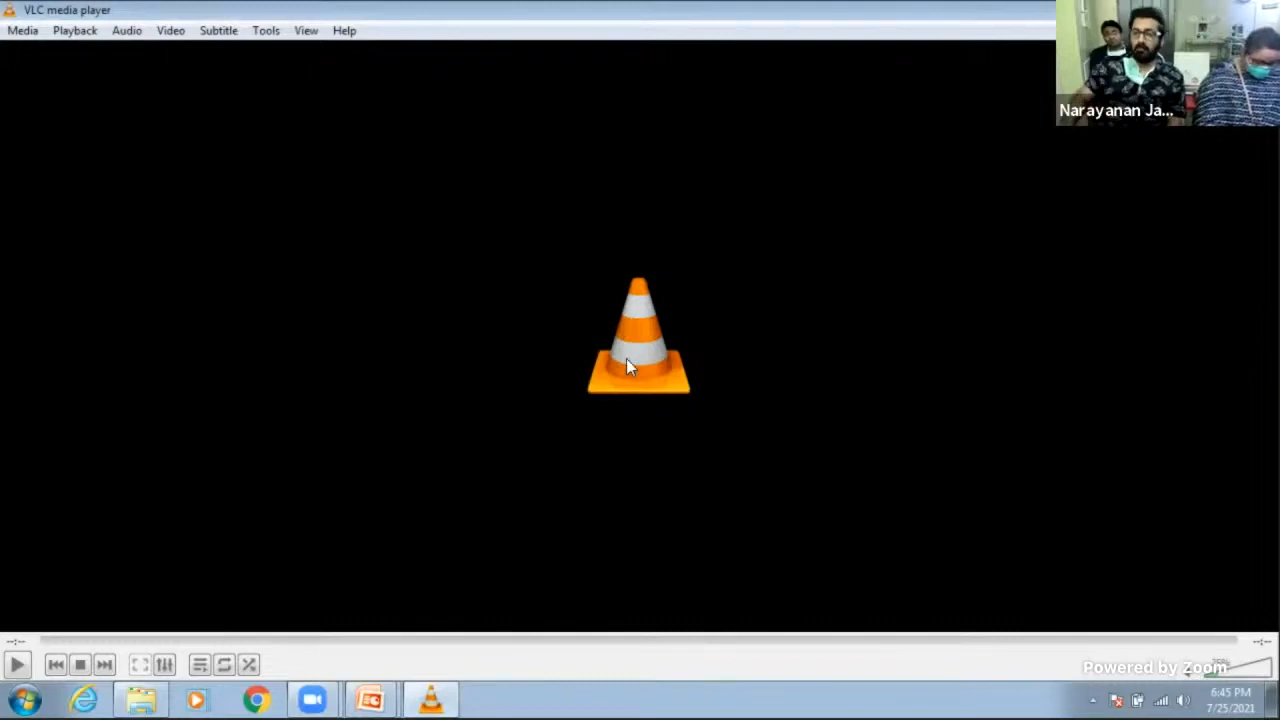 VLC media player
Media Playback Audio Video Subtitle Tools View Help
Narayanan Ja...
--:-- --:--
Powered by Zoom
6:45 PM
7/25/2021